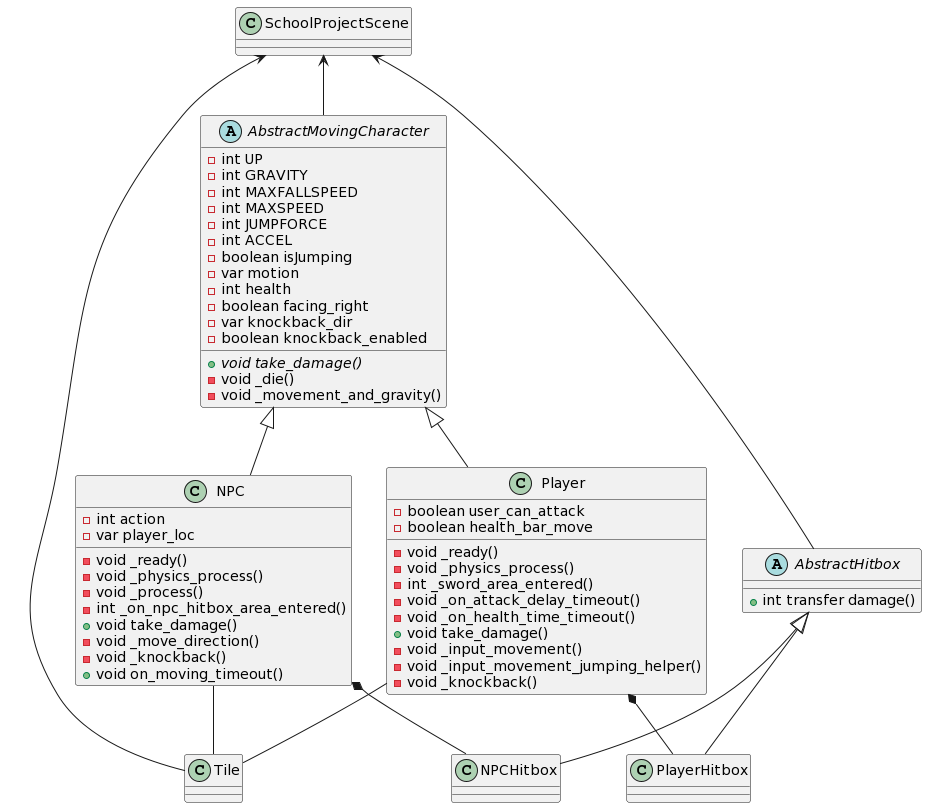 C SchoolProjectScene
A AbstractMovingCharacter
int UP
int GRAVITY
int MAXFALLSPEED
int MAXSPEED
int JUMPFORCE
int ACCEL
boolean isJumping
var motion
int health
boolean facing_right
var knockback_dir
boolean knockback_enabled
void take_damage()
void _die()
void _movement_and_gravity()
C NPC
int action
var player_loc
void _ready()
void _physics_process()
void _process()
int _on_npc_hitbox_area_entered()
void take_damage()
void _move_direction()
void _knockback()
void on_moving_timeout()
C Player
boolean user_can_attack
boolean health_bar_move
void _ready()
void _physics_process()
int _sword_area_entered()
void _on_attack_delay_timeout()
void _on_health_time_timeout()
void take_damage()
void _input_movement()
void _input_movement_jumping_helper()
void _knockback()
A AbstractHitbox
int transfer damage()
C Tile
C NPCHitbox
C PlayerHitbox